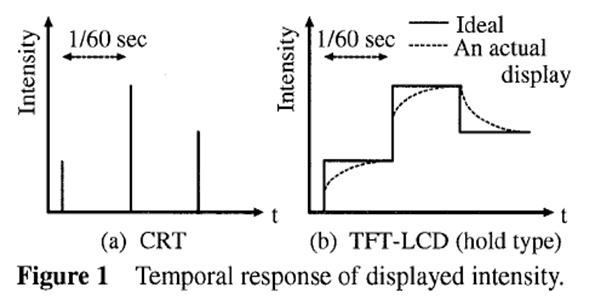 Intensity
1/60 sec
t
(a) CRT
Intensity
1/60 sec
Ideal
An actual
display
t
(b) TFT-LCD (hold type)
Figure 1 Temporal response of displayed intensity.